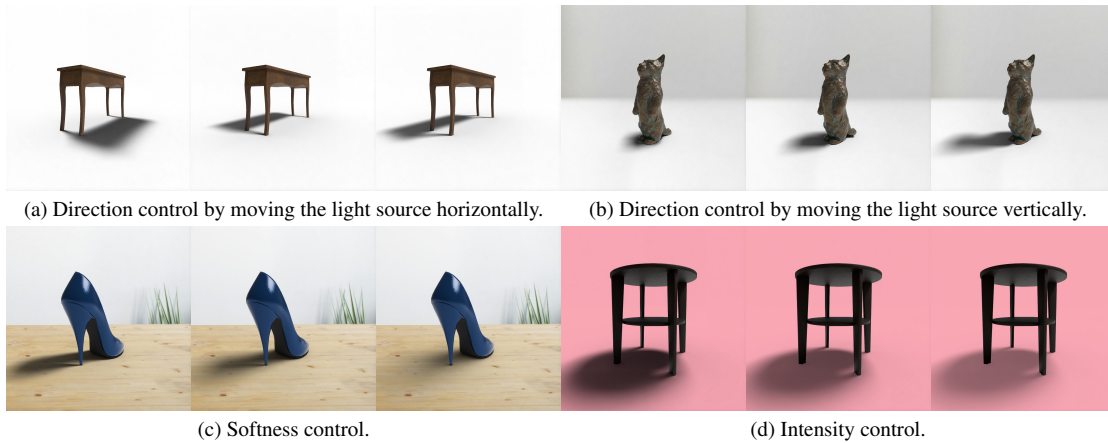 (a) Direction control by moving the light source horizontally.
(b) Direction control by moving the light source vertically.
(c) Softness control.
(d) Intensity control.